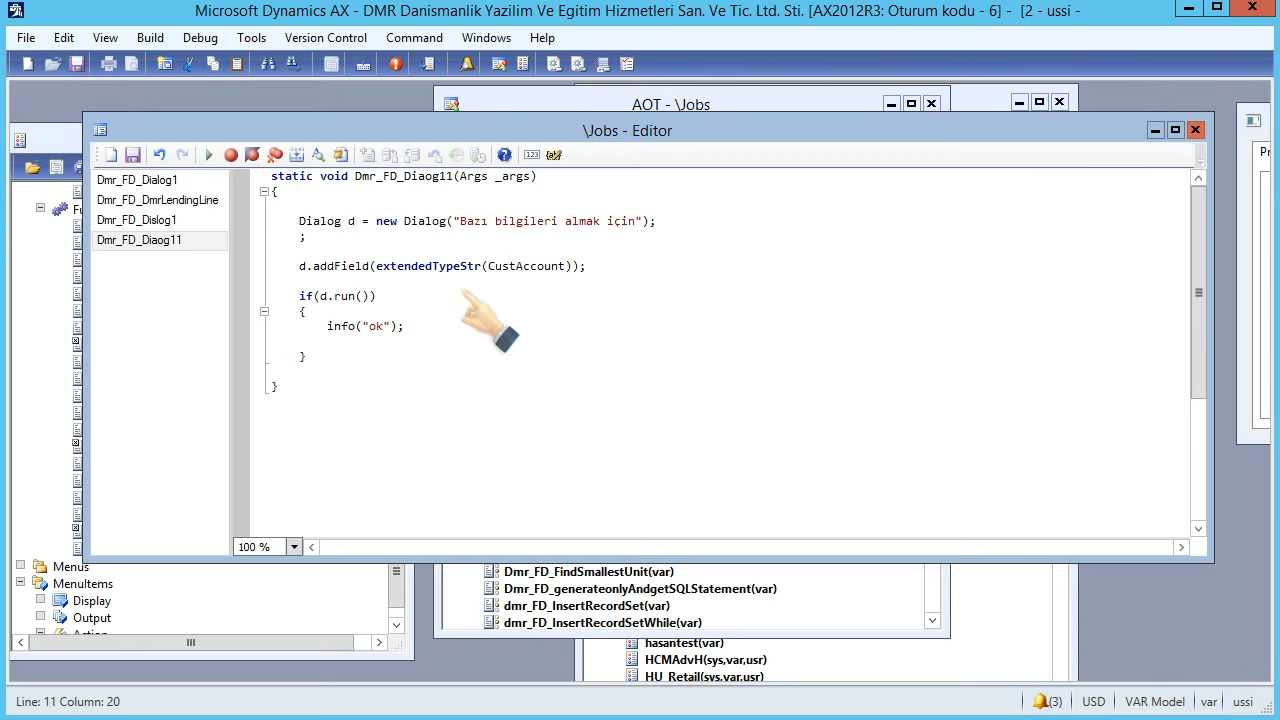 Microsoft Dynamics AX - DMR Danismanlik Yazilim Ve Egitim Hizmetleri San. Ve Tic. Ltd. Sti. [AX2012R3: Oturum kodu - 6] - [2 - ussi -
File Edit View Build Debug Tools Version Control Command Windows Help
AOT - \Jobs
\Jobs - Editor
Dmr_FD_Dialog1
Dmr_FD_DmrLendingLine
Dmr_FD_Dislog1
Dmr_FD_Diaog11
static void Dmr_FD_Diaog11(Args _args)
{
Dialog d = new Dialog("Bazı bilgileri almak için");
;
d.addField(extendedTypeStr(CustAccount));
if(d.run())
{
info("ok");
}
}
100 %
Fu
Pr
Menus
MenuItems
Display
Output
Action
Dmr_FD_FindSmallestUnit(var)
Dmr_FD_generateonlyAndgetSQLStatement(var)
dmr_FD_InsertRecordSet(var)
dmr_FD_InsertRecordSetWhile(var)
hasantest(var)
HCMAdvH(sys,var,usr)
HU_Retail(sys,var,usr)
Line: 11 Column: 20
(3) USD VAR Model var ussi